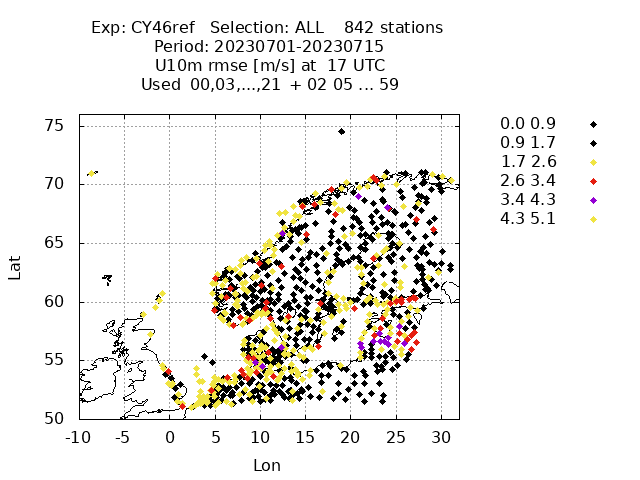 Exp: CY46ref   Selection: ALL    842 stations
Period: 20230701-20230715
U10m rmse [m/s] at  17 UTC
Used  00,03,...,21  + 02 05 ... 59
75
70
65
60
55
50
Lat
-10 -5 0 5 10 15 20 25 30
Lon
0.0 0.9
0.9 1.7
1.7 2.6
2.6 3.4
3.4 4.3
4.3 5.1